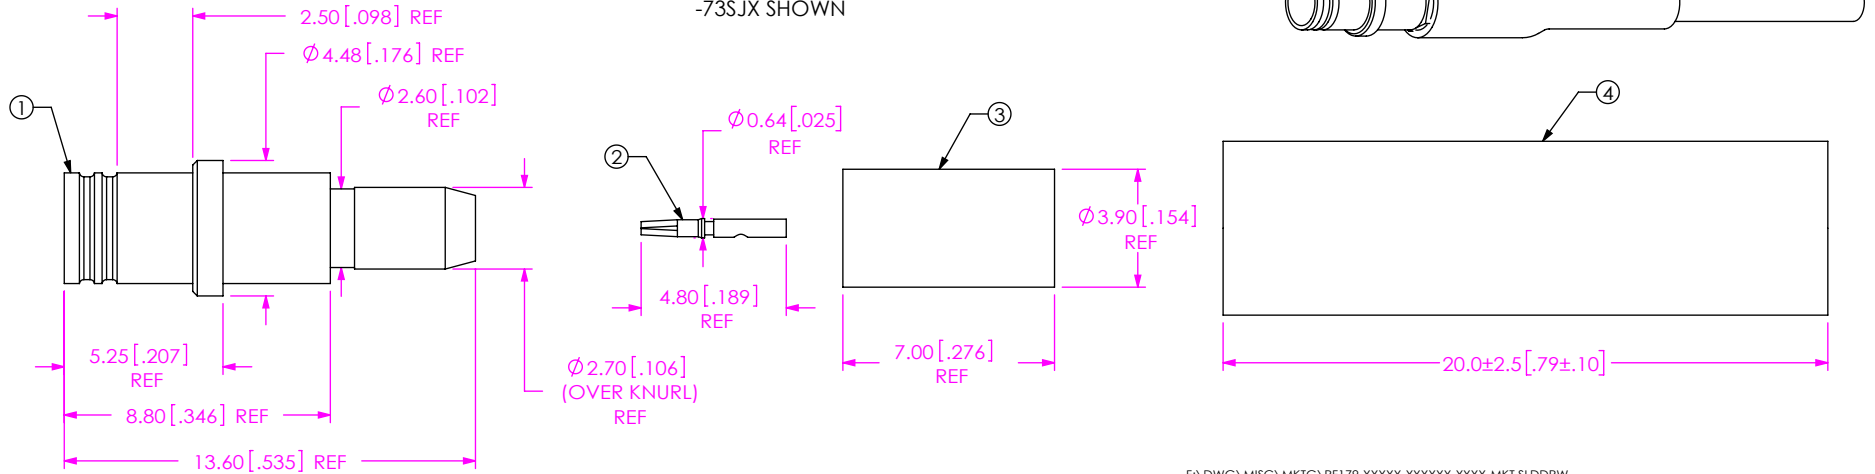 2.50 [.098] REF
-73SJX SHOWN
Ø4.48 [.176] REF
1
Ø2.60 [.102]
REF
2
Ø0.64 [.025]
REF
3
4
Ø3.90 [.154]
REF
4.80 [.189]
REF
5.25 [.207]
REF
Ø2.70 [.106]
(OVER KNURL)
REF
7.00 [.276]
REF
20.0±2.5 [.79±.10]
8.80 [.346] REF
13.60 [.535] REF